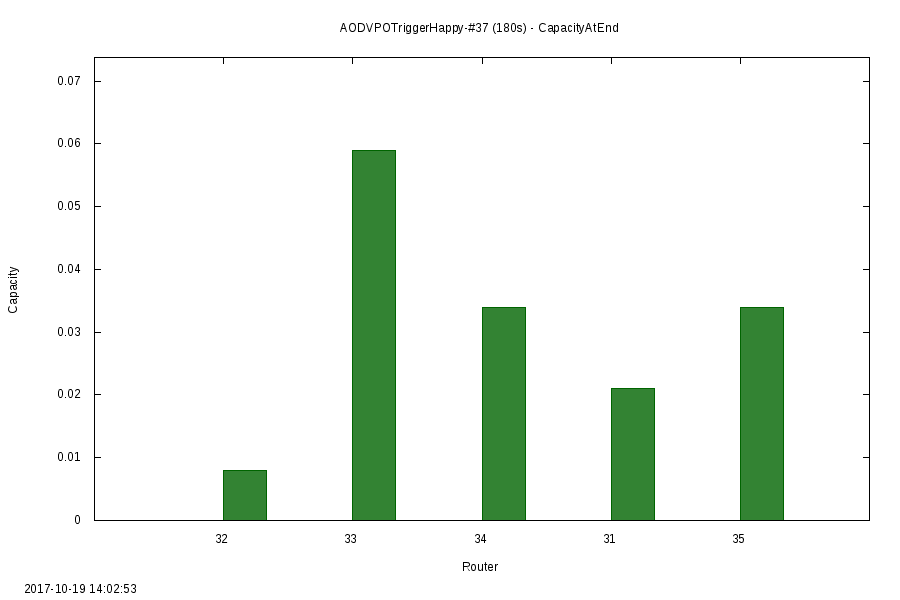 AODVPOTriggerHappy-#37 (180s) - CapacityAtEnd
0.07
0.06
0.05
0.04
0.03
0.02
0.01
0
Capacity
32 33 34 31 35
Router
2017-10-19 14:02:53